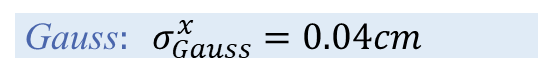 Gauss: σ^x_Gauss = 0.04cm